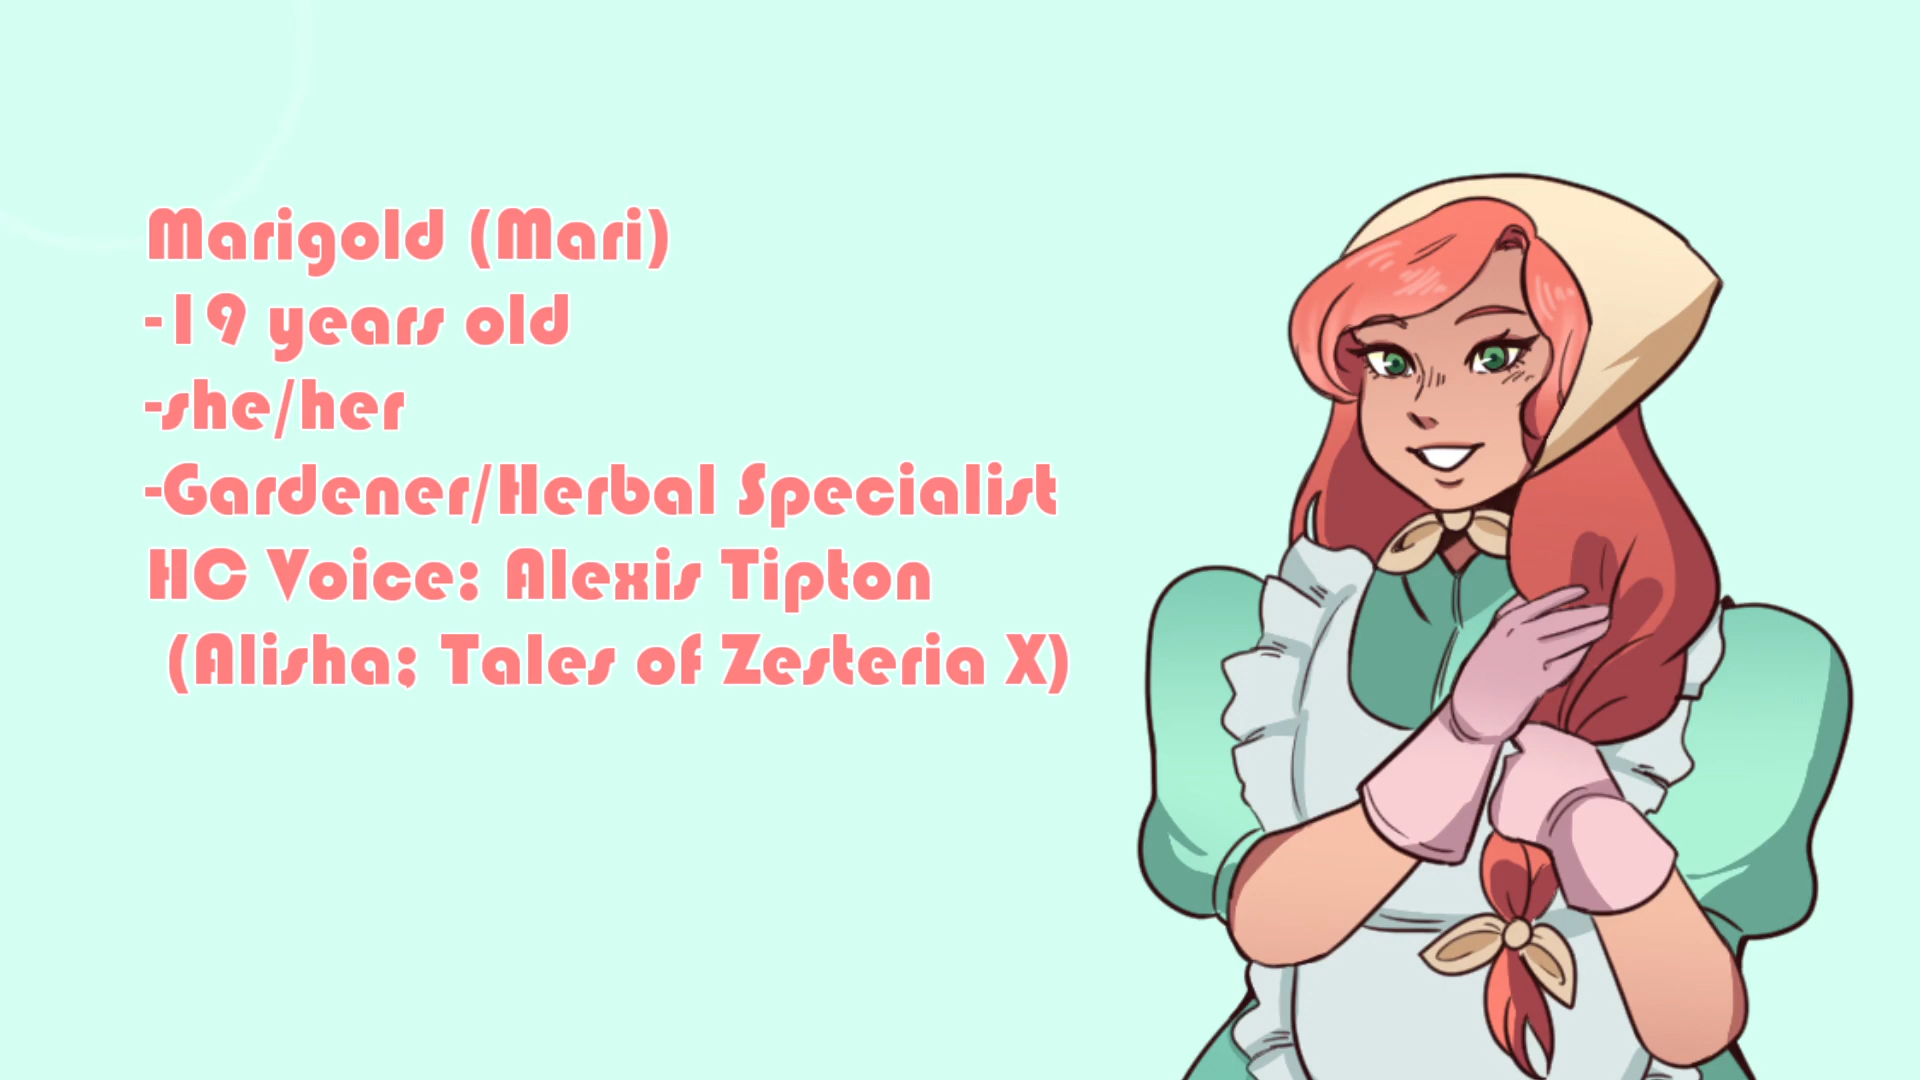 Marigold (Mari)
-19 years old
-she/her
-Gardener/Herbal Specialist
HC Voice: Alexis Tipton
(Alisha; Tales of Zesteria X)